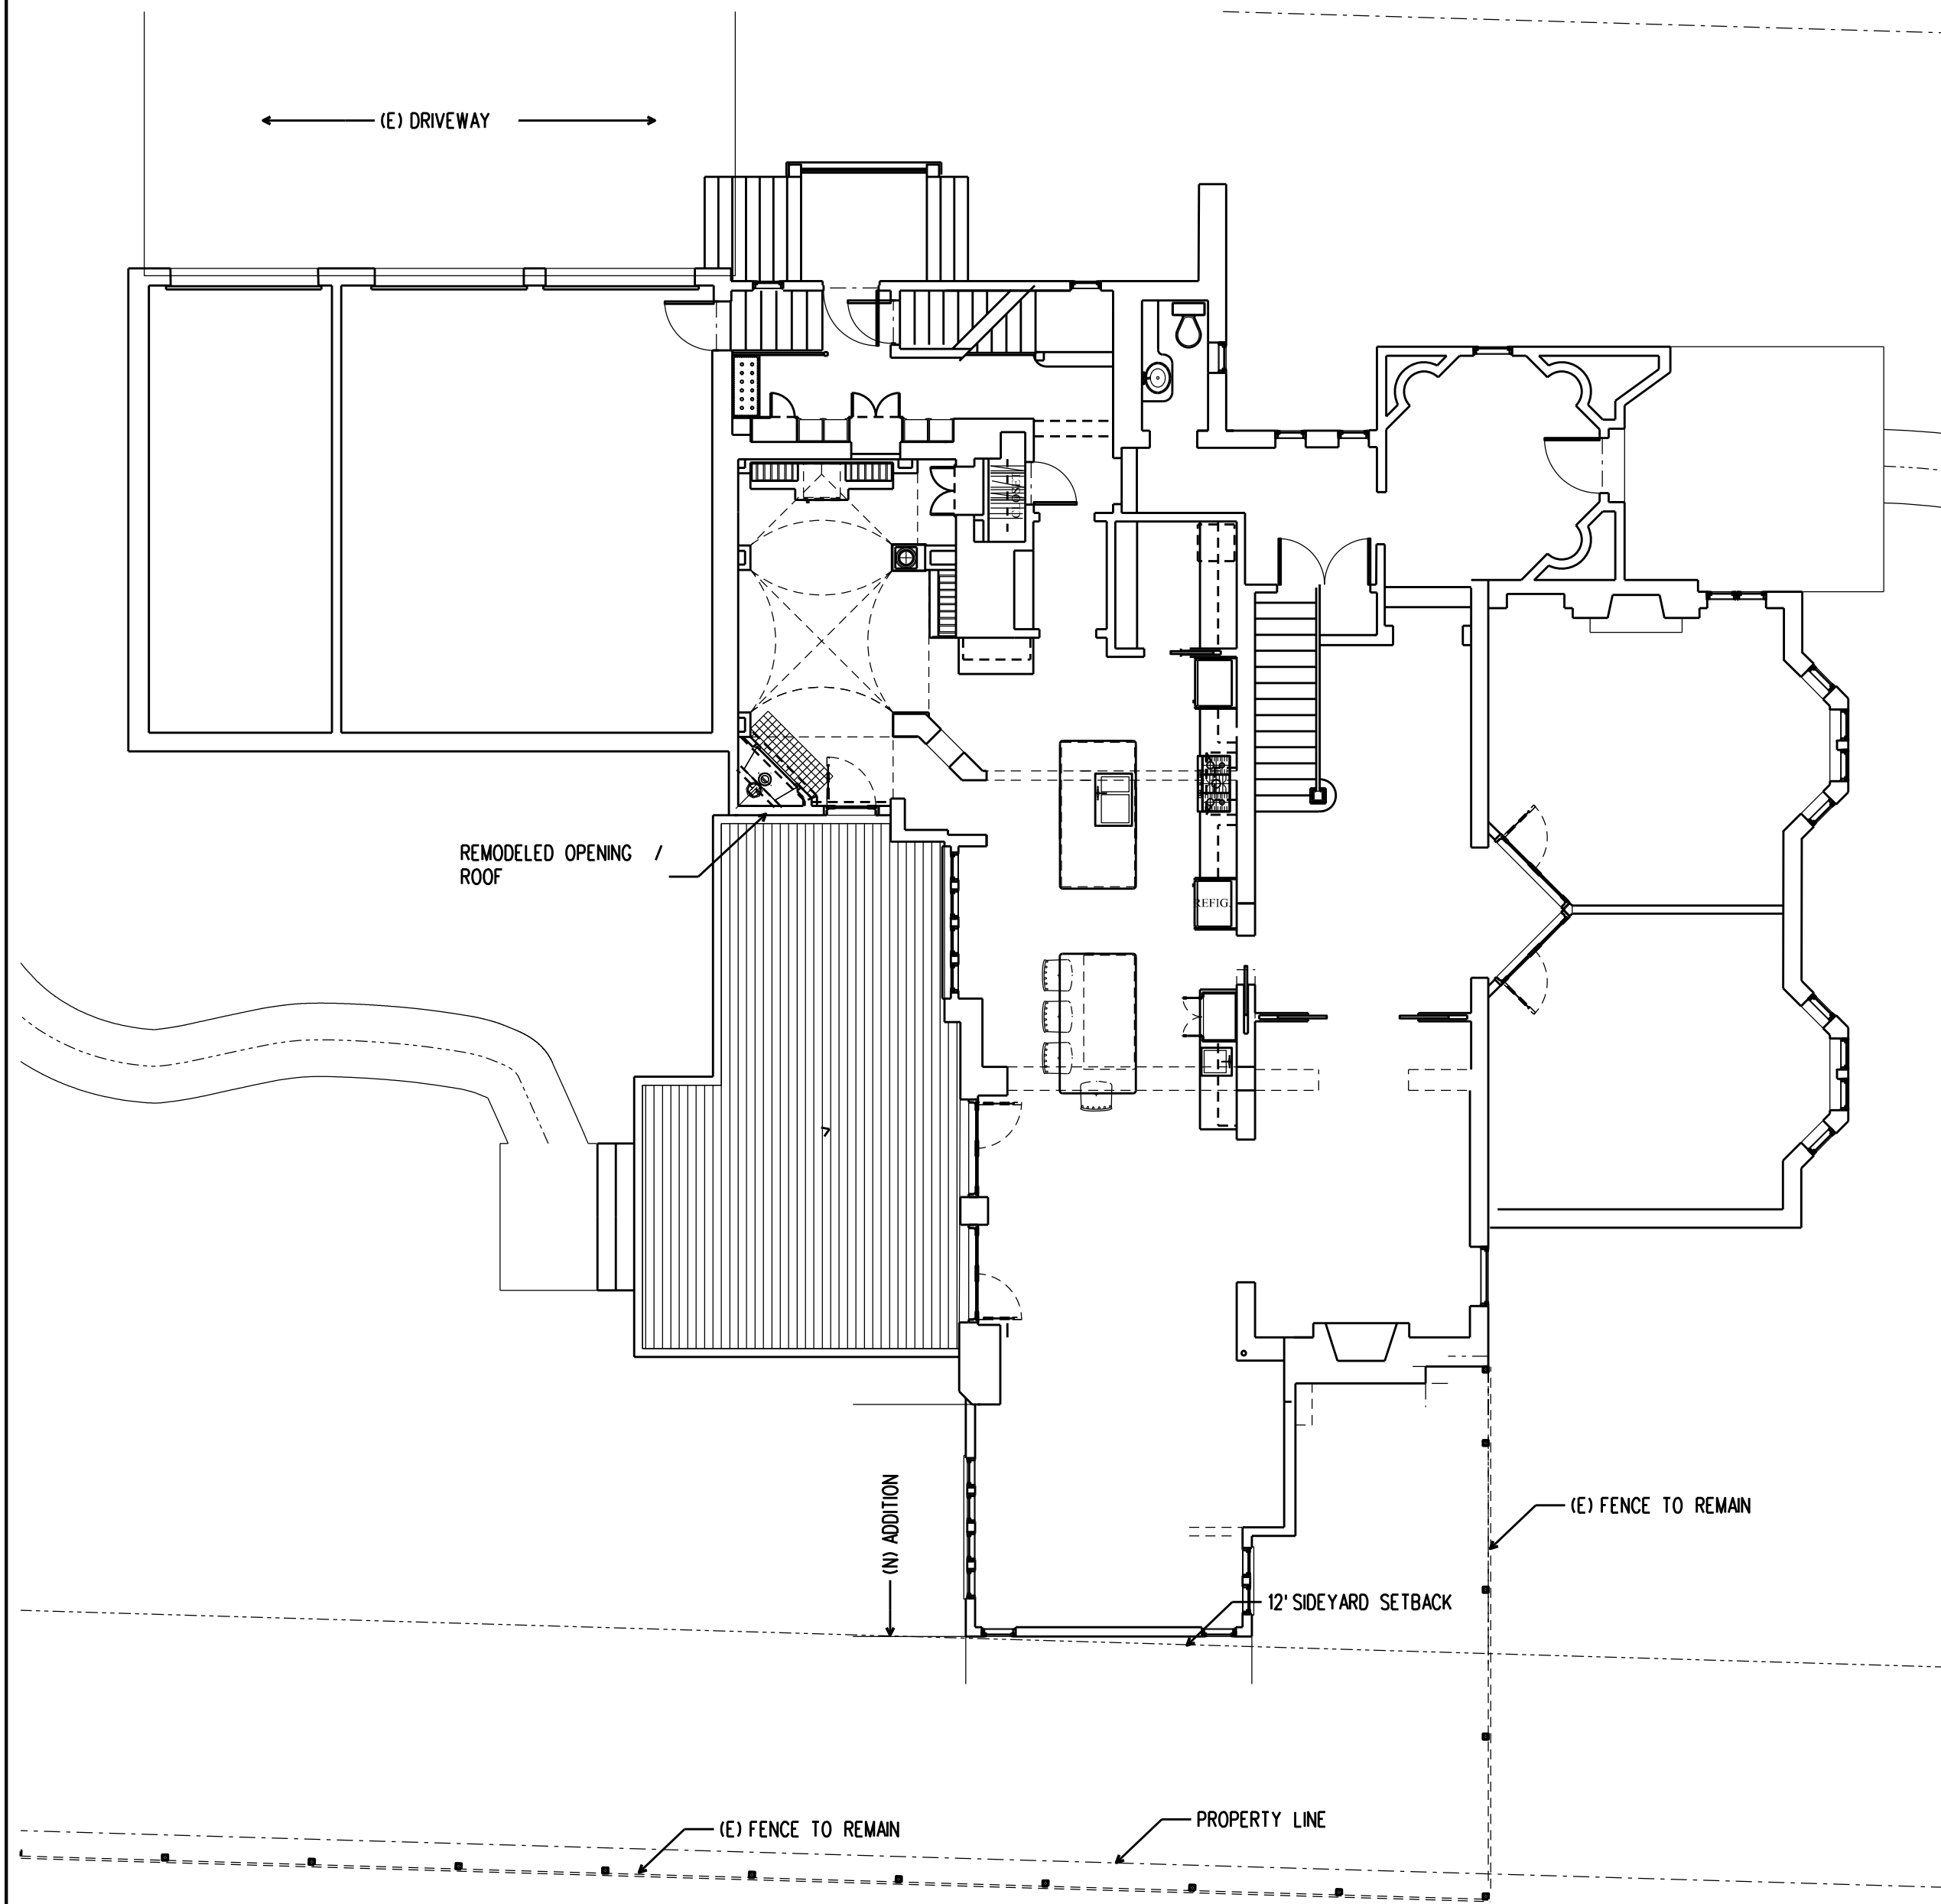 (E) DRIVEWAY
CLOSET
REMODELED OPENING /
ROOF
REFIG.
(N) ADDITION
(E) FENCE TO REMAIN
12' SIDEYARD SETBACK
PROPERTY LINE
(E) FENCE TO REMAIN